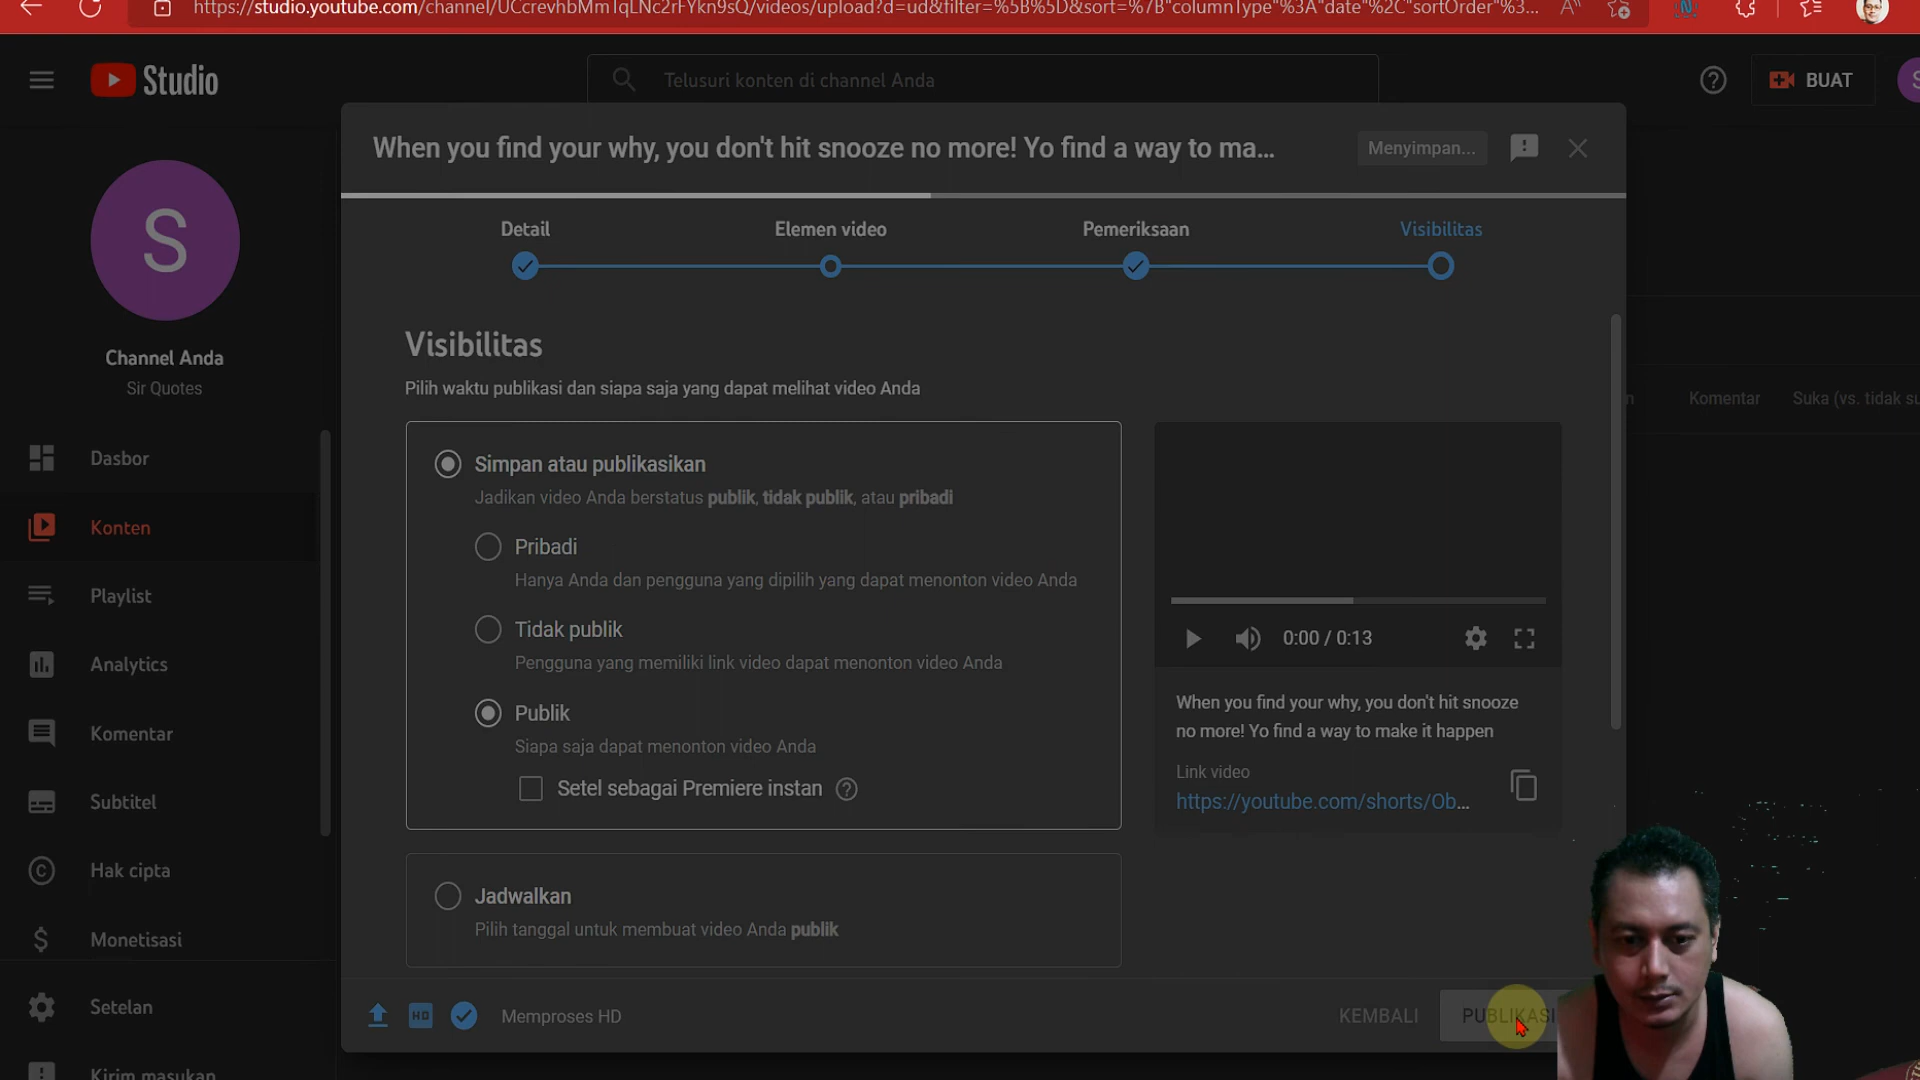 https://studio.youtube.com/channel/UCcrevhbMmTqLNc2rFYkn9sQ/videos/upload?d=ud&filter=%5B%5D&sort=%7B"columnType"%3A"date"%2C"sortOrder"%3...
Studio
Telusuri konten di channel Anda
BUAT
S
When you find your why, you don't hit snooze no more! Yo find a way to ma...
Menyimpan...
Detail
Elemen video
Pemeriksaan
Visibilitas
S
Channel Anda
Sir Quotes
Visibilitas
Pilih waktu publikasi dan siapa saja yang dapat melihat video Anda
Komentar
Suka (vs. tidak su
Dasbor
Konten
Playlist
Analytics
Komentar
Subtitel
Hak cipta
Monetisasi
Setelan
Kirim masukan
Simpan atau publikasikan
Jadikan video Anda berstatus publik, tidak publik, atau pribadi
Pribadi
Hanya Anda dan pengguna yang dipilih yang dapat menonton video Anda
Tidak publik
Pengguna yang memiliki link video dapat menonton video Anda
Publik
Siapa saja dapat menonton video Anda
Setel sebagai Premiere instan
0:00 / 0:13
When you find your why, you don't hit snooze
no more! Yo find a way to make it happen
Link video
https://youtube.com/shorts/Ob...
Jadwalkan
Pilih tanggal untuk membuat video Anda publik
HD
Memproses HD
KEMBALI
PUBLIKASI